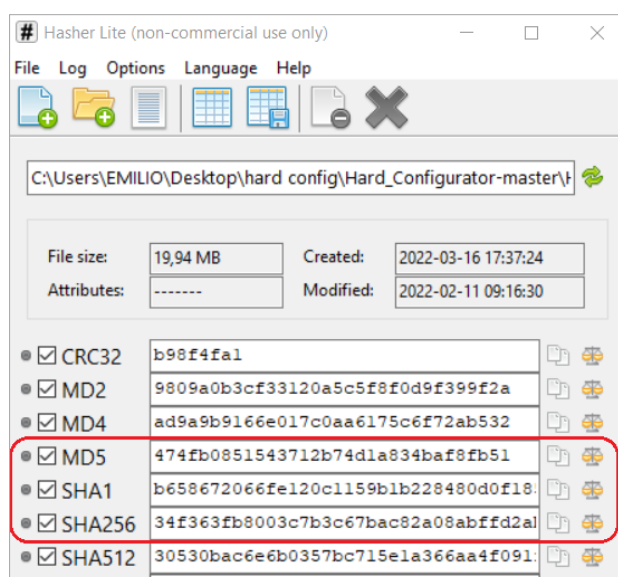 # Hasher Lite (non-commercial use only)
File Log Options Language Help
C:\Users\EMILIO\Desktop\hard config\Hard_Configurator-master\H
File size: 19,94 MB Created: 2022-03-16 17:37:24
Attributes: ------- Modified: 2022-02-11 09:16:30
CRC32 b98f4fa1
MD2 9809a0b3cf33120a5c5f8f0d9f399f2a
MD4 ad9a9b9166e017c0aa6175c6f72ab532
MD5 474fb0851543712b74d1a834baf8fb51
SHA1 b658672066fe120c1159b1b228480d0f18
SHA256 34f363fb8003c7b3c67bac82a08abffd2a
SHA512 30530bac6e6b0357bc715e1a366aa4f091